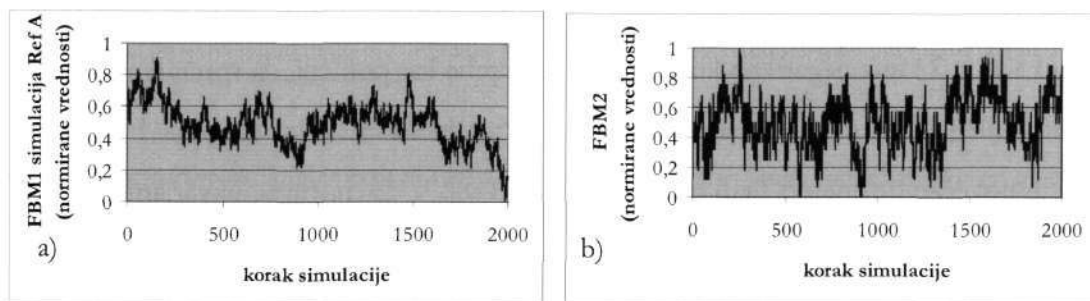 FBM1 simulacija Ref A
(normirane vrednosti)
1
0,8
0,6
0,4
0,2
0
0
500
1000
1500
2000
a)
korak simulacije
FBM2
(normirane vrednosti)
1
0,8
0,6
0,4
0,2
0
0
500
1000
1500
2000
b)
korak simulacije